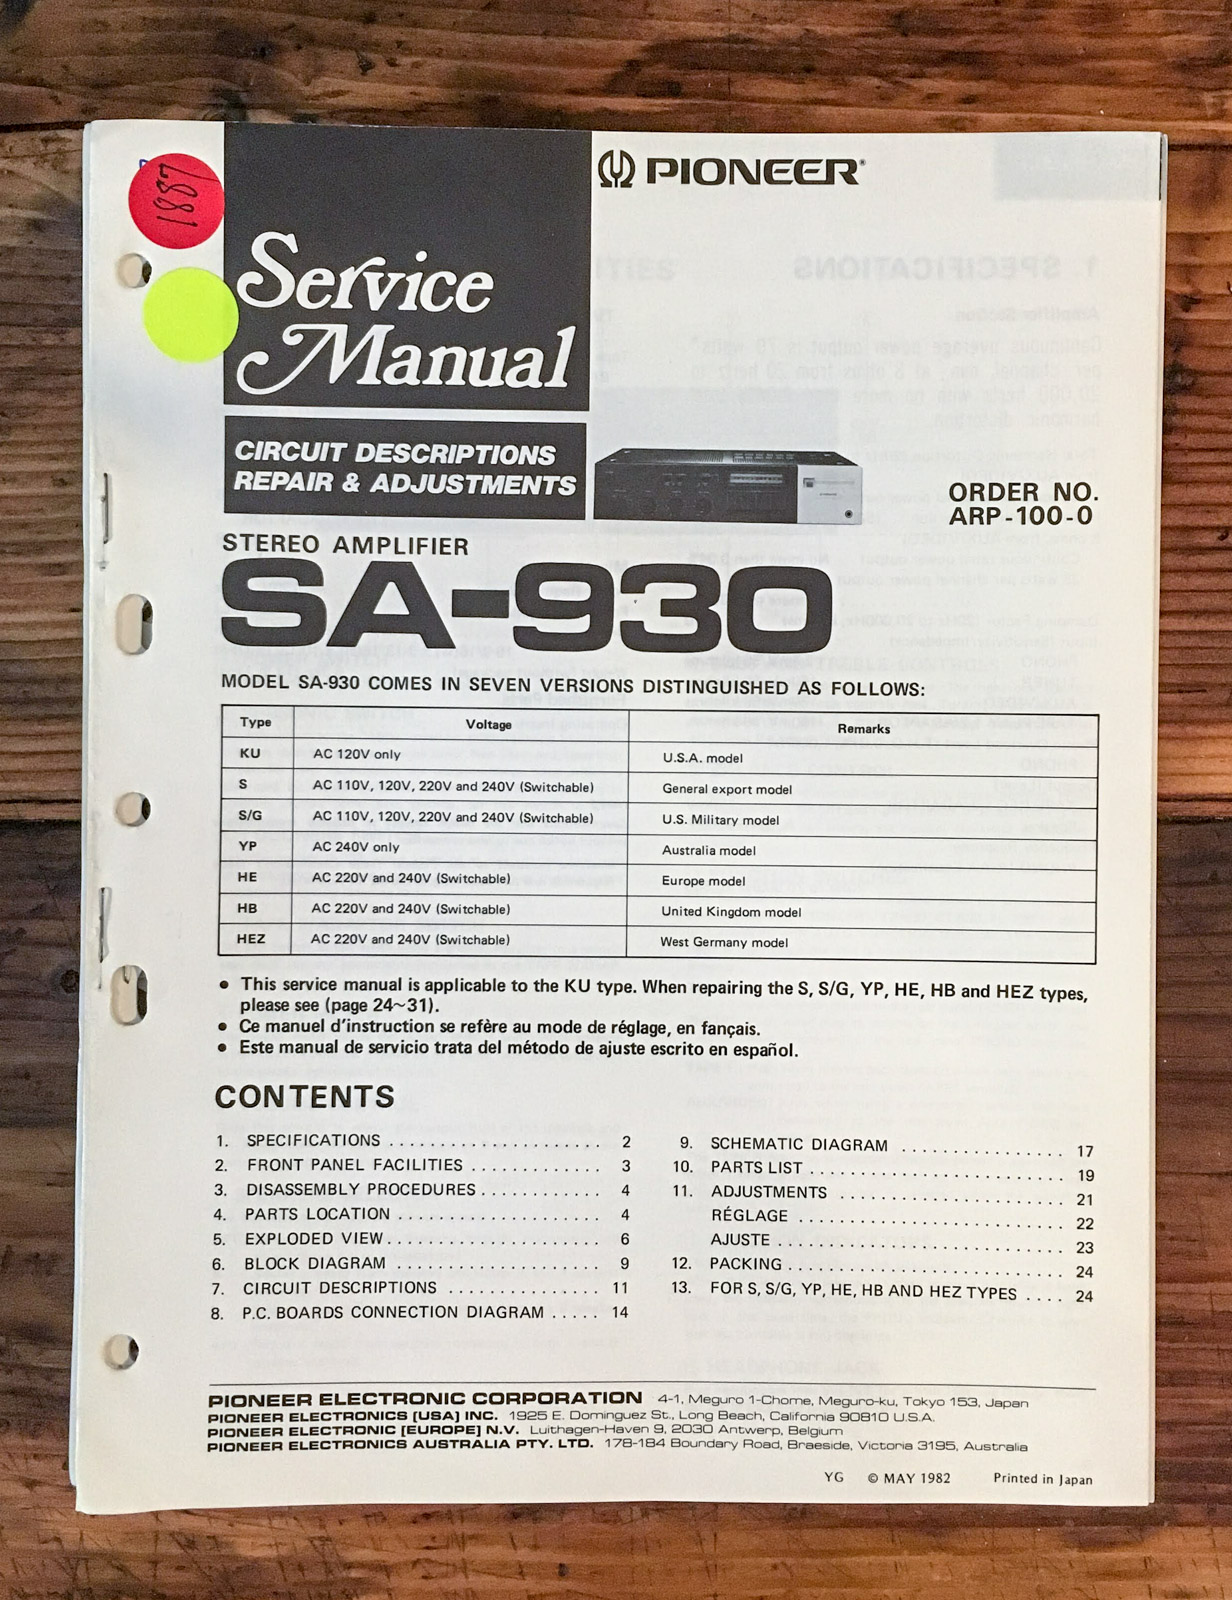 1887
PIONEER®
Service
Manual
CIRCUIT DESCRIPTIONS
REPAIR & ADJUSTMENTS
ORDER NO.
ARP-100-0
STEREO AMPLIFIER
SA-930
MODEL SA-930 COMES IN SEVEN VERSIONS DISTINGUISHED AS FOLLOWS:
Type Voltage Remarks
KU AC 120V only U.S.A. model
S AC 110V, 120V, 220V and 240V (Switchable) General export model
S/G AC 110V, 120V, 220V and 240V (Switchable) U.S. Military model
YP AC 240V only Australia model
HE AC 220V and 240V (Switchable) Europe model
HB AC 220V and 240V (Switchable) United Kingdom model
HEZ AC 220V and 240V (Switchable) West Germany model
● This service manual is applicable to the KU type. When repairing the S, S/G, YP, HE, HB and HEZ types,
please see (page 24~31).
● Ce manuel d'instruction se refère au mode de réglage, en fançais.
● Este manual de servicio trata del método de ajuste escrito en español.
CONTENTS
1. SPECIFICATIONS . . . . . . . . . . . . . . . . . . . . . 2
2. FRONT PANEL FACILITIES . . . . . . . . . . . . . 3
3. DISASSEMBLY PROCEDURES . . . . . . . . . . . . 4
4. PARTS LOCATION . . . . . . . . . . . . . . . . . . . . 4
5. EXPLODED VIEW . . . . . . . . . . . . . . . . . . . . . 6
6. BLOCK DIAGRAM . . . . . . . . . . . . . . . . . . . . 9
7. CIRCUIT DESCRIPTIONS . . . . . . . . . . . . . . . 11
8. P.C. BOARDS CONNECTION DIAGRAM . . . . . 14
9. SCHEMATIC DIAGRAM . . . . . . . . . . . . . . . . 17
10. PARTS LIST . . . . . . . . . . . . . . . . . . . . . . . . . 19
11. ADJUSTMENTS . . . . . . . . . . . . . . . . . . . . . . 21
RÉGLAGE . . . . . . . . . . . . . . . . . . . . . . . . . . 22
AJUSTE . . . . . . . . . . . . . . . . . . . . . . . . . . . . 23
12. PACKING . . . . . . . . . . . . . . . . . . . . . . . . . . . 24
13. FOR S, S/G, YP, HE, HB AND HEZ TYPES . . . . 24
PIONEER ELECTRONIC CORPORATION 4-1, Meguro 1-Chome, Meguro-ku, Tokyo 153, Japan
PIONEER ELECTRONICS [USA] INC. 1925 E. Dominguez St., Long Beach, California 90810 U.S.A.
PIONEER ELECTRONIC [EUROPE] N.V. Luithagen-Haven 9, 2030 Antwerp, Belgium
PIONEER ELECTRONICS AUSTRALIA PTY. LTD. 178-184 Boundary Road, Braeside, Victoria 3195, Australia
YG © MAY 1982 Printed in Japan